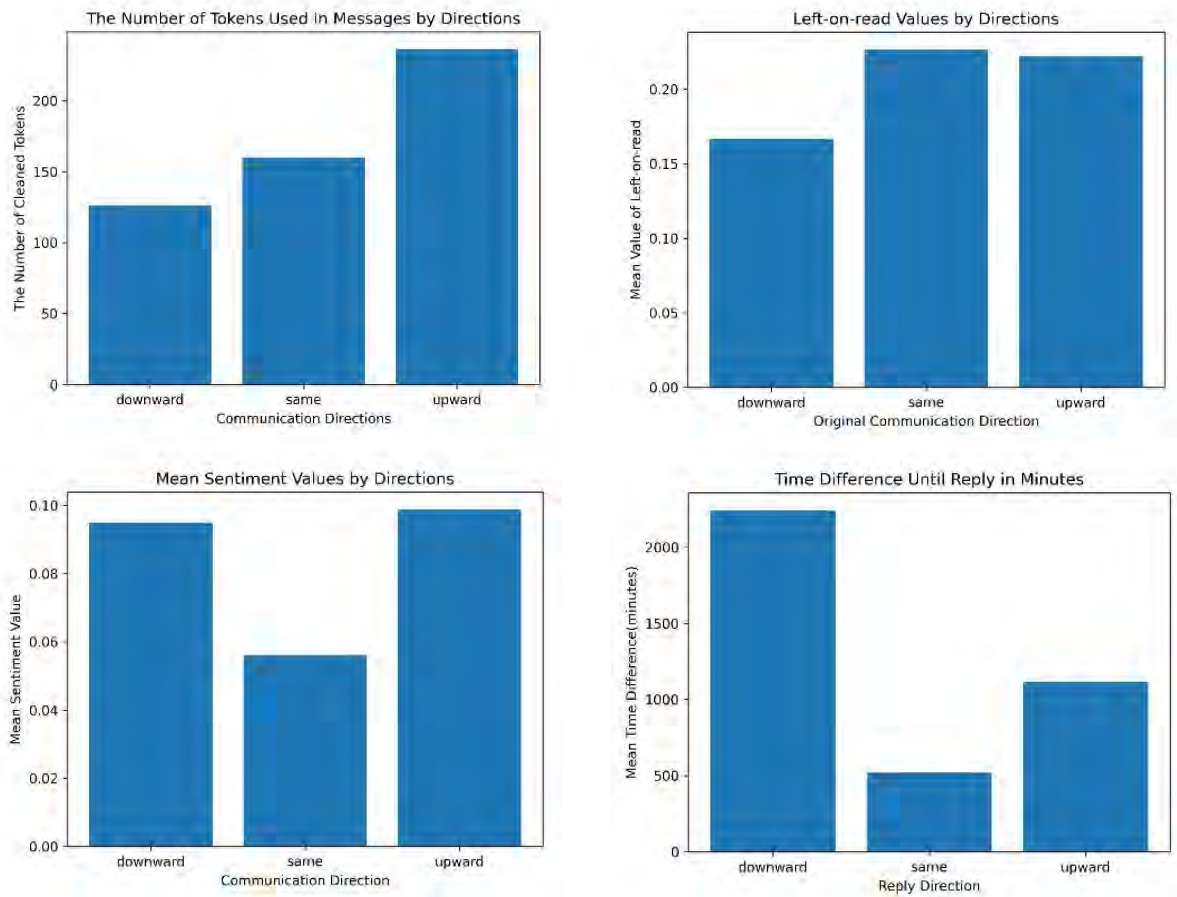 The Number of Tokens Used in Messages by Directions
The Number of Cleaned Tokens
200
150
100
50
0
downward same upward
Communication Directions
Left-on-read Values by Directions
Mean Value of Left-on-read
0.20
0.15
0.10
0.05
0.00
downward same upward
Original Communication Direction
Mean Sentiment Values by Directions
Mean Sentiment Value
0.10
0.08
0.06
0.04
0.02
0.00
downward same upward
Communication Direction
Time Difference Until Reply in Minutes
Mean Time Difference(minutes)
2000
1500
1000
500
0
downward same upward
Reply Direction